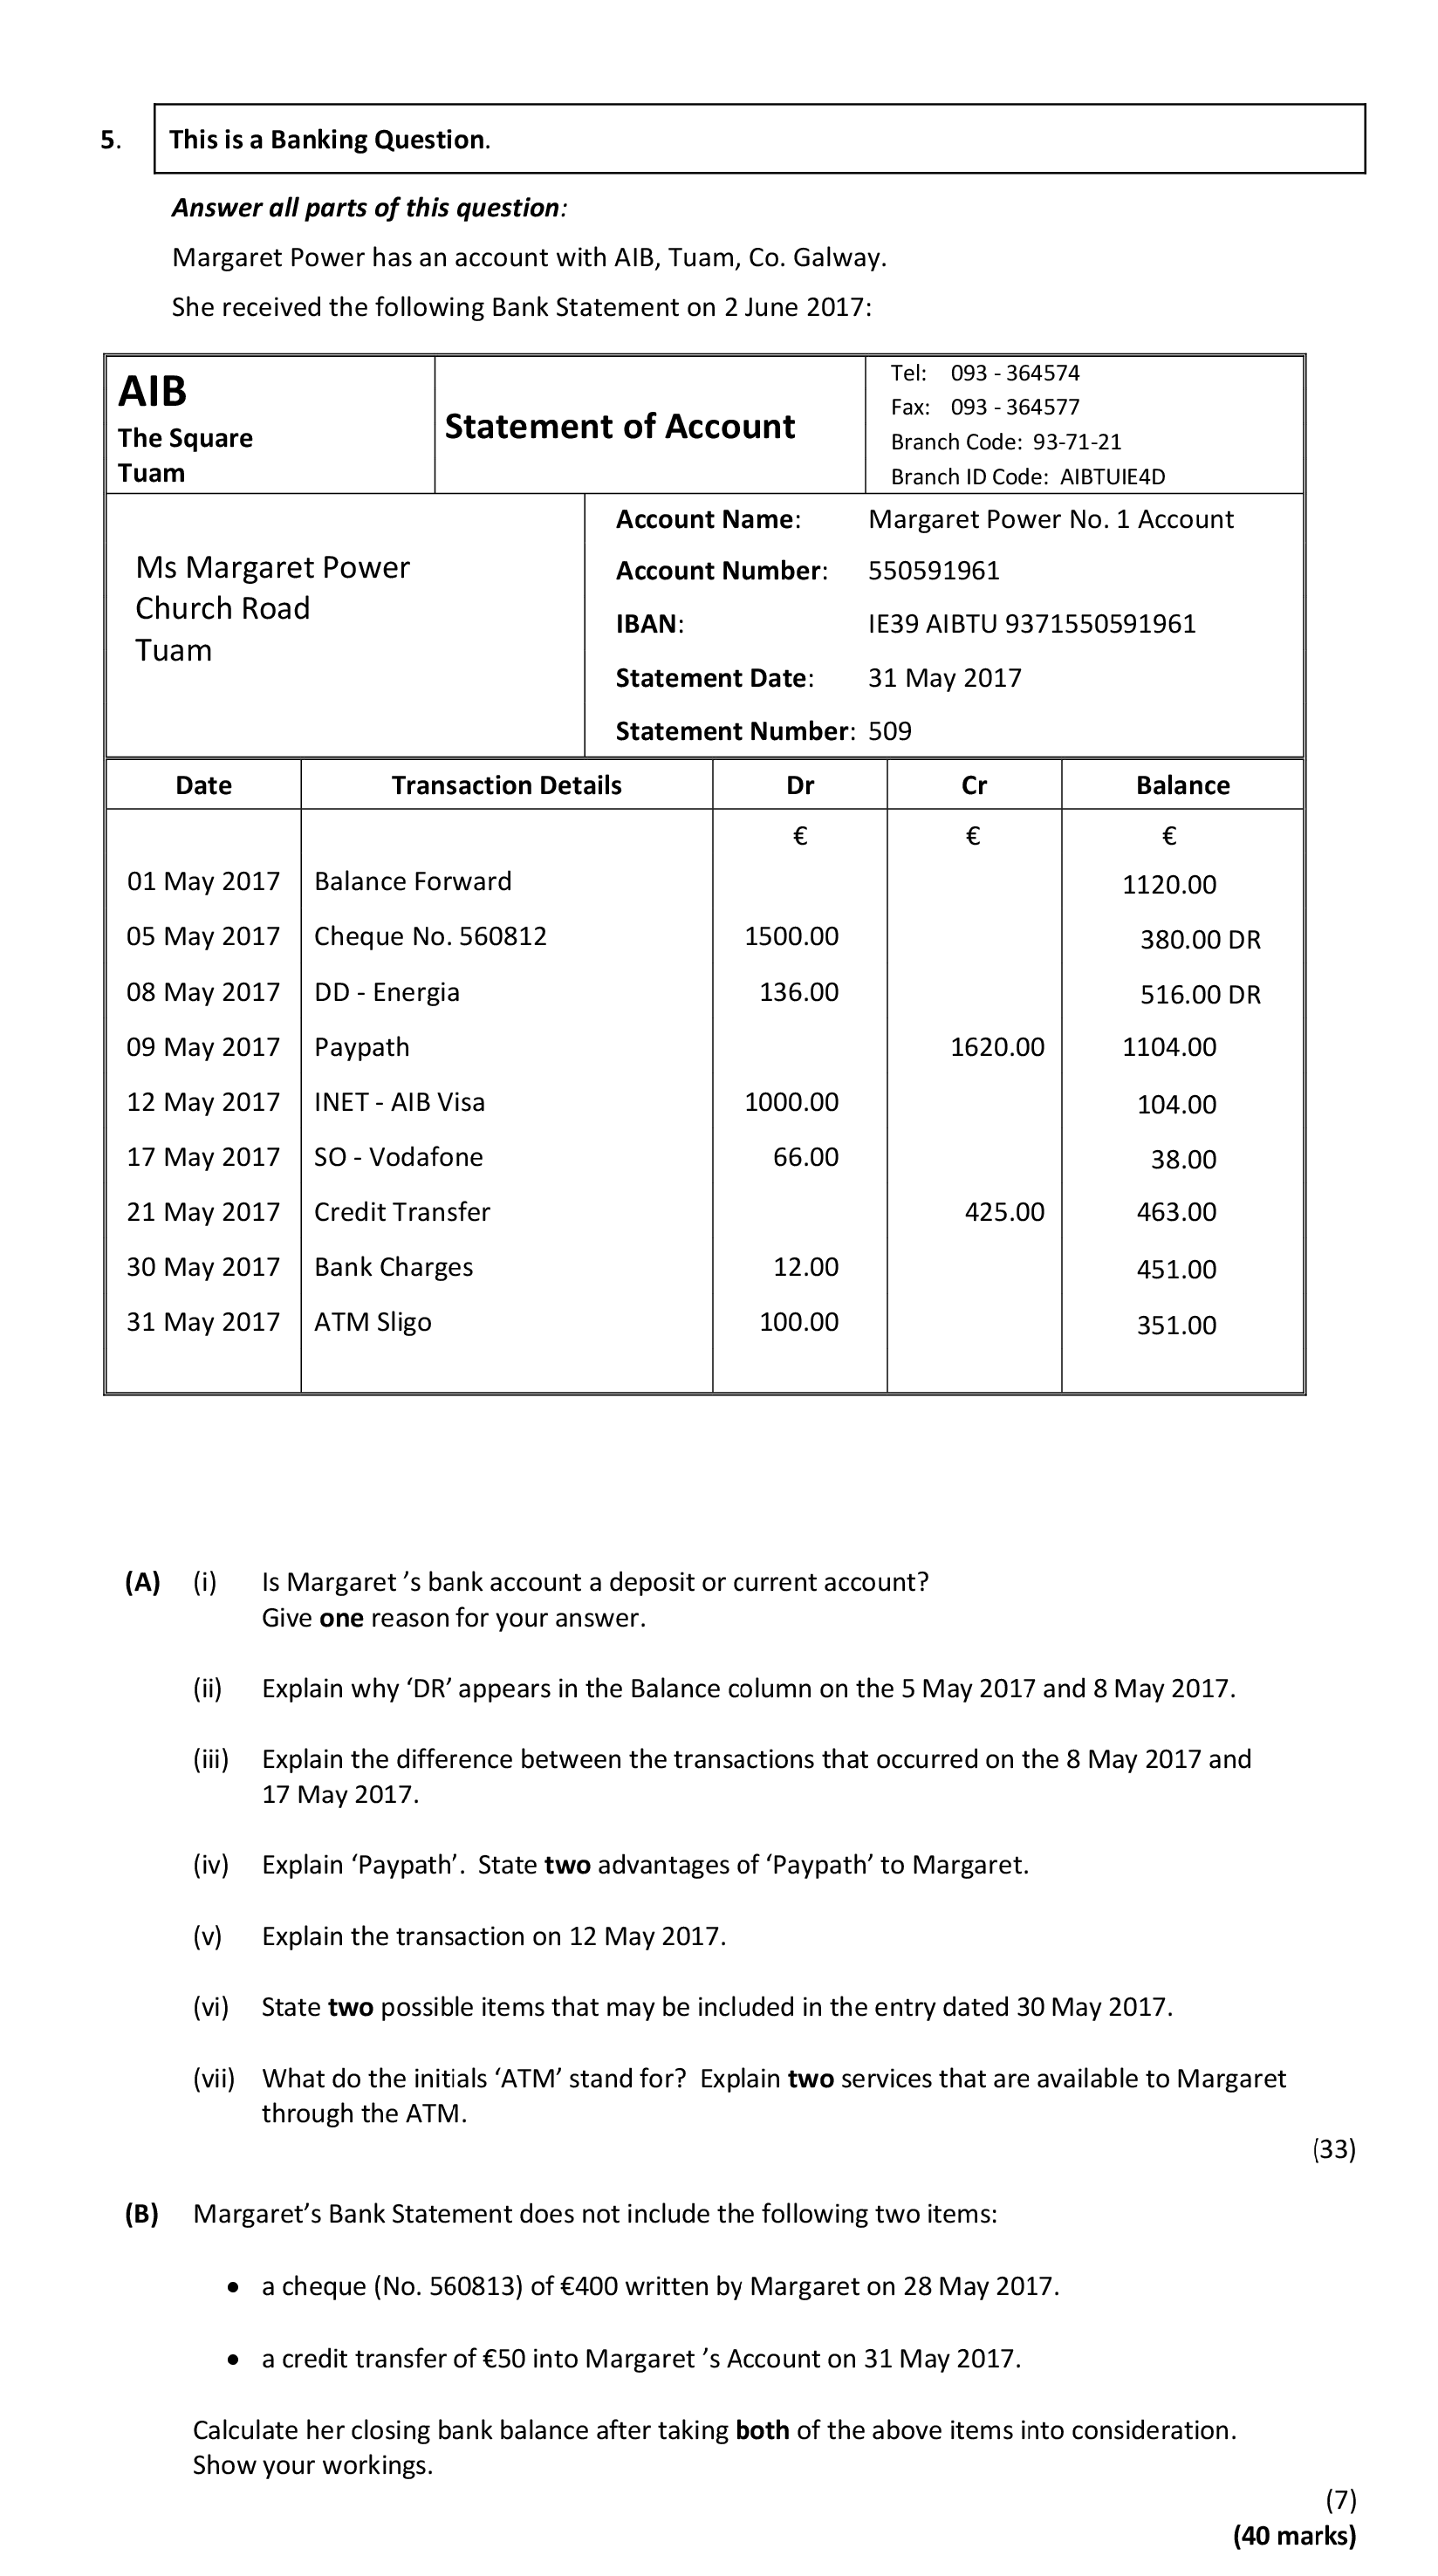 5.
This is a Banking Question.
Answer all parts of this question:
Margaret Power has an account with AIB, Tuam, Co. Galway.
She received the following Bank Statement on 2 June 2017:
AIB
The Square
Tuam
Statement of Account
Tel: 093 - 364574
Fax: 093 - 364577
Branch Code: 93-71-21
Branch ID Code: AIBTUIE4D
Ms Margaret Power
Church Road
Tuam
Account Name: Margaret Power No. 1 Account
Account Number: 550591961
IBAN: IE39 AIBTU 9371550591961
Statement Date: 31 May 2017
Statement Number: 509
Date Transaction Details Dr Cr Balance
€ € €
01 May 2017 Balance Forward 1120.00
05 May 2017 Cheque No. 560812 1500.00 380.00 DR
08 May 2017 DD - Energia 136.00 516.00 DR
09 May 2017 Paypath 1620.00 1104.00
12 May 2017 INET - AIB Visa 1000.00 104.00
17 May 2017 SO - Vodafone 66.00 38.00
21 May 2017 Credit Transfer 425.00 463.00
30 May 2017 Bank Charges 12.00 451.00
31 May 2017 ATM Sligo 100.00 351.00
(A) (i) Is Margaret ’s bank account a deposit or current account?
Give one reason for your answer.
(ii) Explain why ‘DR’ appears in the Balance column on the 5 May 2017 and 8 May 2017.
(iii) Explain the difference between the transactions that occurred on the 8 May 2017 and
17 May 2017.
(iv) Explain ‘Paypath’. State two advantages of ‘Paypath’ to Margaret.
(v) Explain the transaction on 12 May 2017.
(vi) State two possible items that may be included in the entry dated 30 May 2017.
(vii) What do the initials ‘ATM’ stand for? Explain two services that are available to Margaret
through the ATM.
(33)
(B) Margaret’s Bank Statement does not include the following two items:
• a cheque (No. 560813) of €400 written by Margaret on 28 May 2017.
• a credit transfer of €50 into Margaret ’s Account on 31 May 2017.
Calculate her closing bank balance after taking both of the above items into consideration.
Show your workings.
(7)
(40 marks)